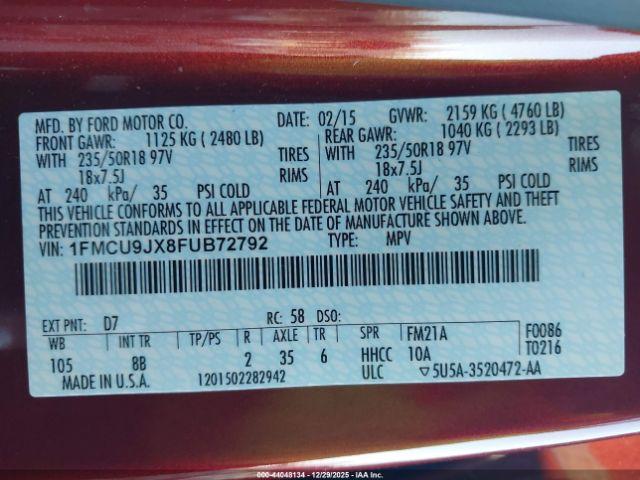 MFD. BY FORD MOTOR CO. DATE: 02/15 GVWR: 2159 KG ( 4760 LB)
FRONT GAWR: 1125 KG ( 2480 LB) REAR GAWR: 1040 KG ( 2293 LB)
WITH 235/50R18 97V TIRES WITH 235/50R18 97V TIRES
18x7.5J RIMS 18x7.5J RIMS
AT 240 kPa/ 35 PSI COLD AT 240 kPa/ 35 PSI COLD
THIS VEHICLE CONFORMS TO ALL APPLICABLE FEDERAL MOTOR VEHICLE SAFETY AND THEFT
PREVENTION STANDARDS IN EFFECT ON THE DATE OF MANUFACTURE SHOWN ABOVE.
VIN: 1FMCU9JX8FUB72792 TYPE: MPV
EXT PNT: D7 RC: 58 DSO:
WB INT TR TP/PS R AXLE TR SPR FM21A F0086
105 8B 2 35 6 HHCC 10A T0216
MADE IN U.S.A. 1201502282942 ULC ▽5U5A-3520472-AA
000-44048134 - 12/29/2025 - IAA Inc.